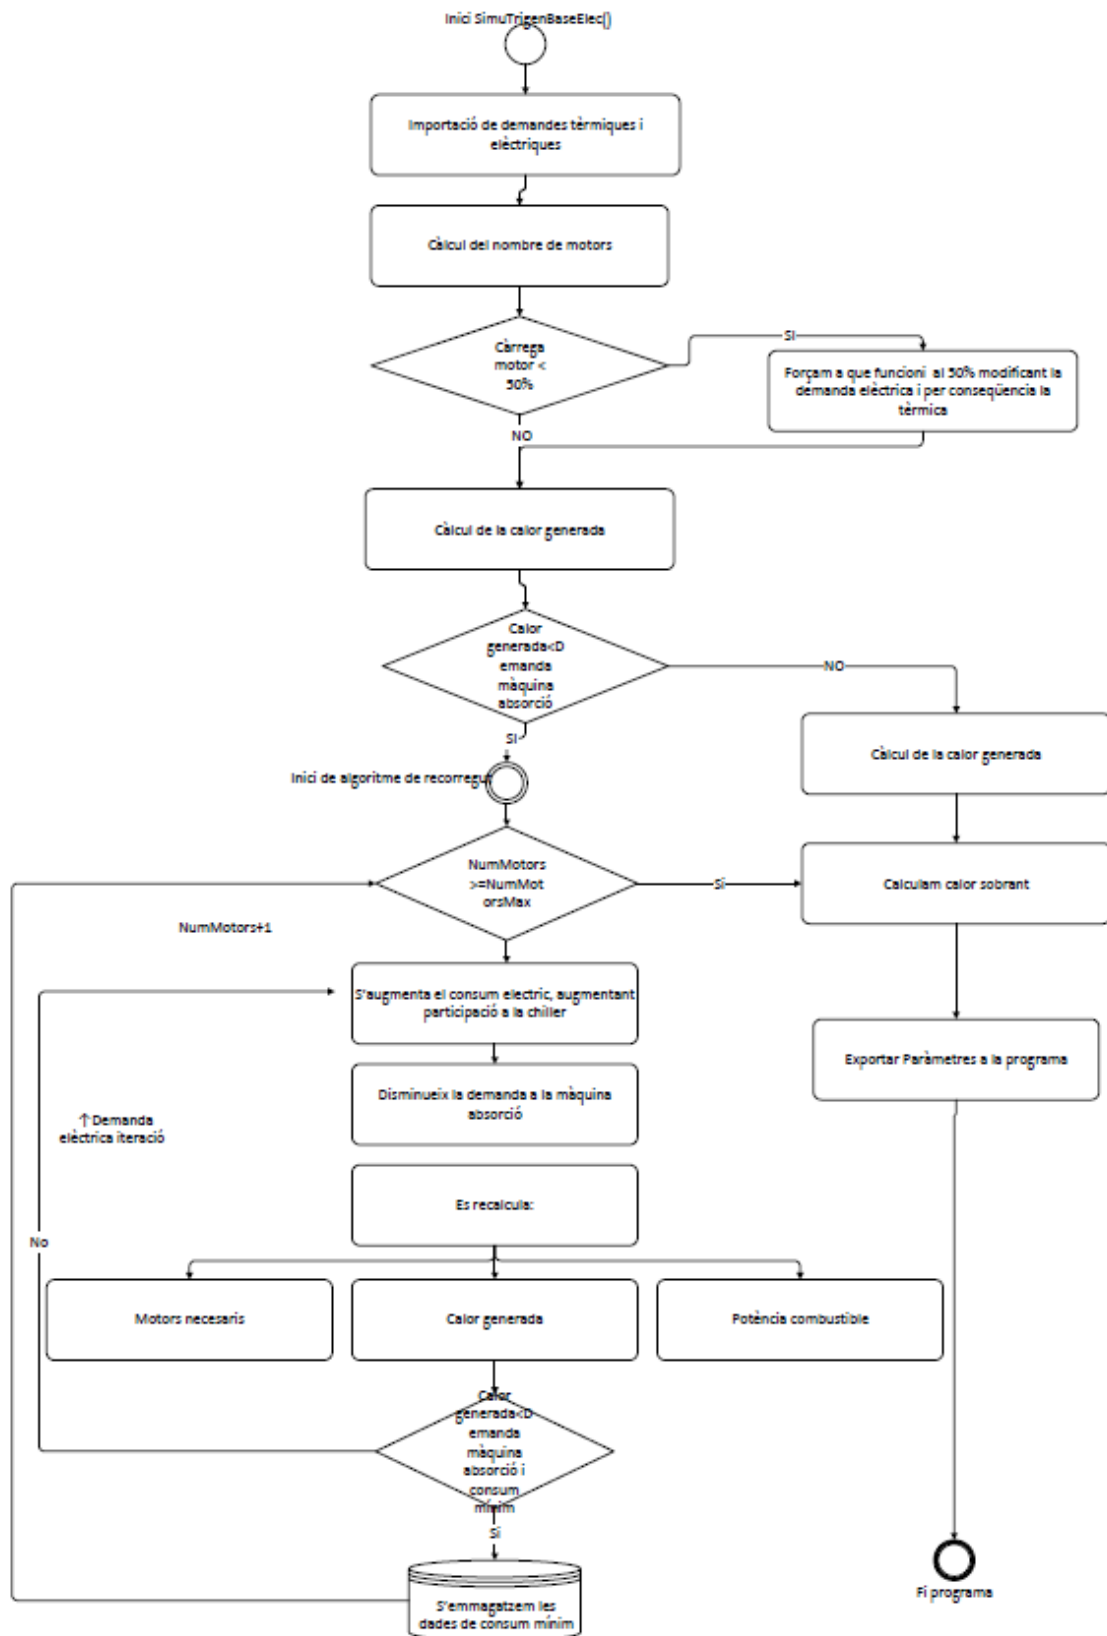 Inici SimuTrigenBaseElec()
Importació de demandes tèrmiques i
elèctriques
Càlcul del nombre de motors
Càrrega
motor <
50%
SI
Forçam a que funcioni al 50% modificant la
demanda elèctrica i per conseqüencia la
tèrmica
NO
Càlcul de la calor generada
Calor
generada<D
emanda
màquina
absorció
NO
SI
Càlcul de la calor generada
Inici de algoritme de recorregut
NumMotors
>=NumMot
orsMax
Sí
Calculam calor sobrant
NumMotors+1
S'augmenta el consum electric, augmentant
participació a la chiller
Exportar Paràmetres a la programa
Disminueix la demanda a la màquina
absorció
↑Demanda
elèctrica iteració
Es recalcula:
No
Motors necesaris
Calor generada
Potència combustible
Calor
generada<D
emanda
màquina
absorció i
consum
mínim
Sí
Fi programa
S'emmagatzem les
dades de consum mínim